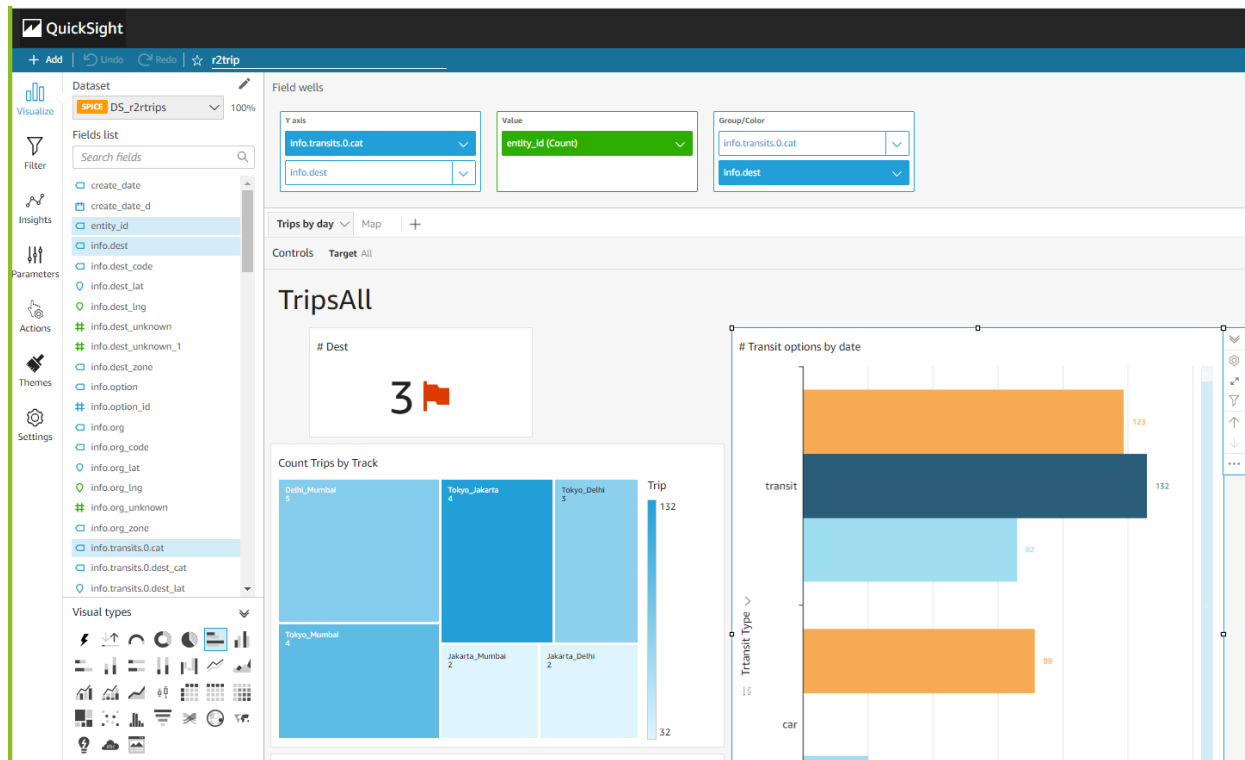 QuickSight
+ Add
Undo
Redo
r2trip
Visualize
Filter
Insights
Parameters
Actions
Themes
Settings
Dataset
SPICE DS_r2rtrips
100%
Fields list
Search fields
create_date
create_date_d
entity_id
info.dest
info.dest_code
info.dest_lat
info.dest_lng
info.dest_unknown
info.dest_unknown_1
info.dest_zone
info.option
info.option_id
info.org
info.org_code
info.org_lat
info.org_lng
info.org_unknown
info.org_zone
info.transits.0.cat
info.transits.0.dest_cat
info.transits.0.dest_lat
Visual types
Field wells
Y axis
info.transits.0.cat
info.dest
Value
entity_id (Count)
Group/Color
info.transits.0.cat
info.dest
Trips by day
Map
+
Controls Target All
TripsAll
# Dest
3
Count Trips by Track
Delhi_Mumbai
5
Tokyo_Jakarta
4
Tokyo_Delhi
3
Tokyo_Mumbai
4
Jakarta_Mumbai
2
Jakarta_Delhi
2
Trip
132
32
# Transit options by date
Trtansit Type
transit
123
132
82
car
89